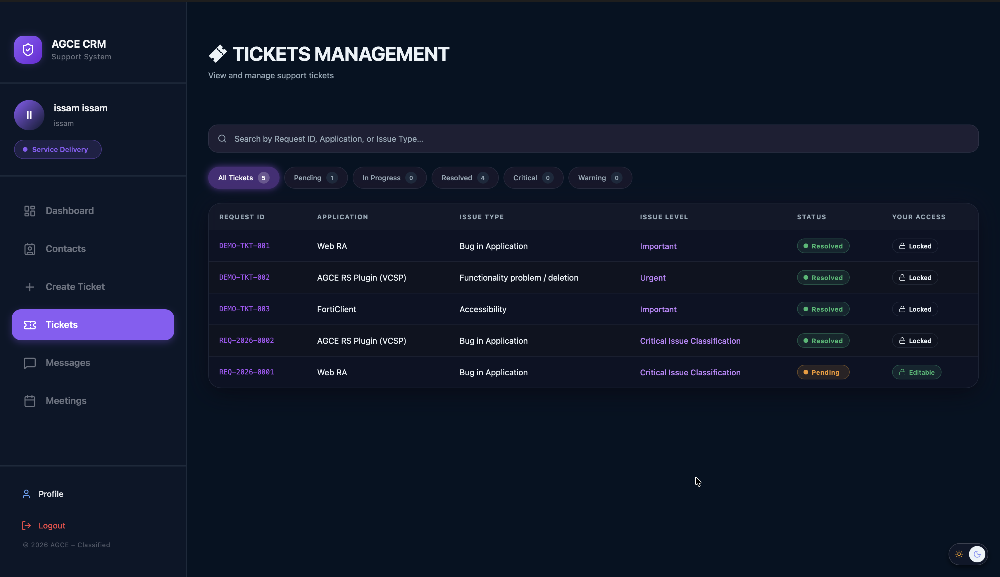 AGCE CRM
Support System
II
issam issam
issam
Service Delivery
Dashboard
Contacts
Create Ticket
Tickets
Messages
Meetings
Profile
Logout
© 2026 AGCE – Classified
TICKETS MANAGEMENT
View and manage support tickets
Search by Request ID, Application, or Issue Type...
All Tickets 5 Pending 1 In Progress 0 Resolved 4 Critical 0 Warning 0
REQUEST ID APPLICATION ISSUE TYPE ISSUE LEVEL STATUS YOUR ACCESS
DEMO-TKT-001 Web RA Bug in Application Important Resolved Locked
DEMO-TKT-002 AGCE RS Plugin (VCSP) Functionality problem / deletion Urgent Resolved Locked
DEMO-TKT-003 FortiClient Accessibility Important Resolved Locked
REQ-2026-0002 AGCE RS Plugin (VCSP) Bug in Application Critical Issue Classification Resolved Locked
REQ-2026-0001 Web RA Bug in Application Critical Issue Classification Pending Editable